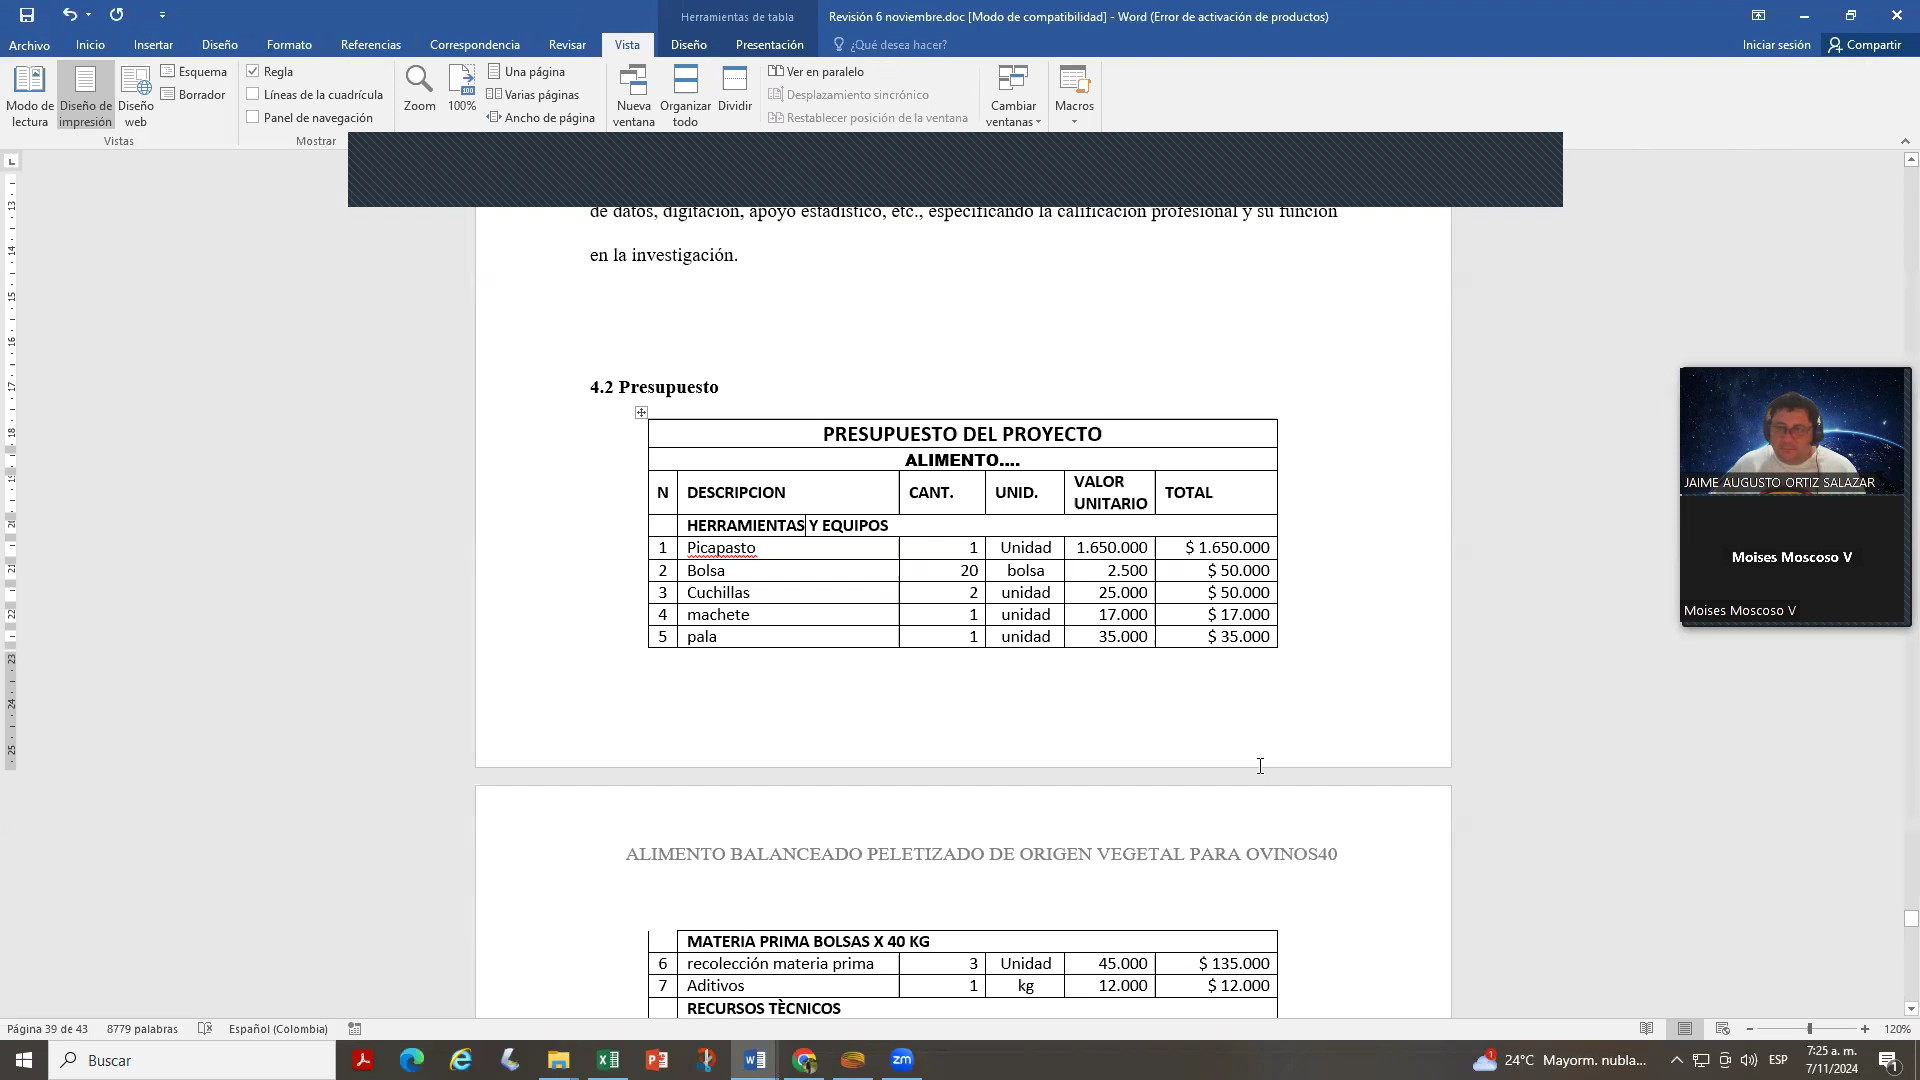 Herramientas de tabla
Revisión 6 noviembre.doc [Modo de compatibilidad] - Word (Error de activación de productos)
Archivo Inicio Insertar Diseño Formato Referencias Correspondencia Revisar Vista Diseño Presentación ¿Qué desea hacer? Iniciar sesión Compartir
Modo de lectura
Diseño de impresión
Diseño web
Esquema
Borrador
Vistas
Regla
Líneas de la cuadrícula
Panel de navegación
Mostrar
Zoom
100%
Una página
Varias páginas
Ancho de página
Nueva ventana
Organizar todo
Dividir
Ver en paralelo
Desplazamiento sincrónico
Restablecer posición de la ventana
Cambiar ventanas
Macros
de datos, digitación, apoyo estadístico, etc., especificando la calificación profesional y su función
en la investigación.
4.2 Presupuesto
PRESUPUESTO DEL PROYECTO
ALIMENTO....
N DESCRIPCION CANT. UNID. VALOR UNITARIO TOTAL
HERRAMIENTAS Y EQUIPOS
1 Picapasto 1 Unidad 1.650.000 $ 1.650.000
2 Bolsa 20 bolsa 2.500 $ 50.000
3 Cuchillas 2 unidad 25.000 $ 50.000
4 machete 1 unidad 17.000 $ 17.000
5 pala 1 unidad 35.000 $ 35.000
ALIMENTO BALANCEADO PELETIZADO DE ORIGEN VEGETAL PARA OVINOS40
MATERIA PRIMA BOLSAS X 40 KG
6 recolección materia prima 3 Unidad 45.000 $ 135.000
7 Aditivos 1 kg 12.000 $ 12.000
RECURSOS TÈCNICOS
JAIME AUGUSTO ORTIZ SALAZAR
Moises Moscoso V
Moises Moscoso V
Página 39 de 43 8779 palabras Español (Colombia) 120%
Buscar
24°C Mayorm. nubla... ESP
7:25 a. m.
7/11/2024